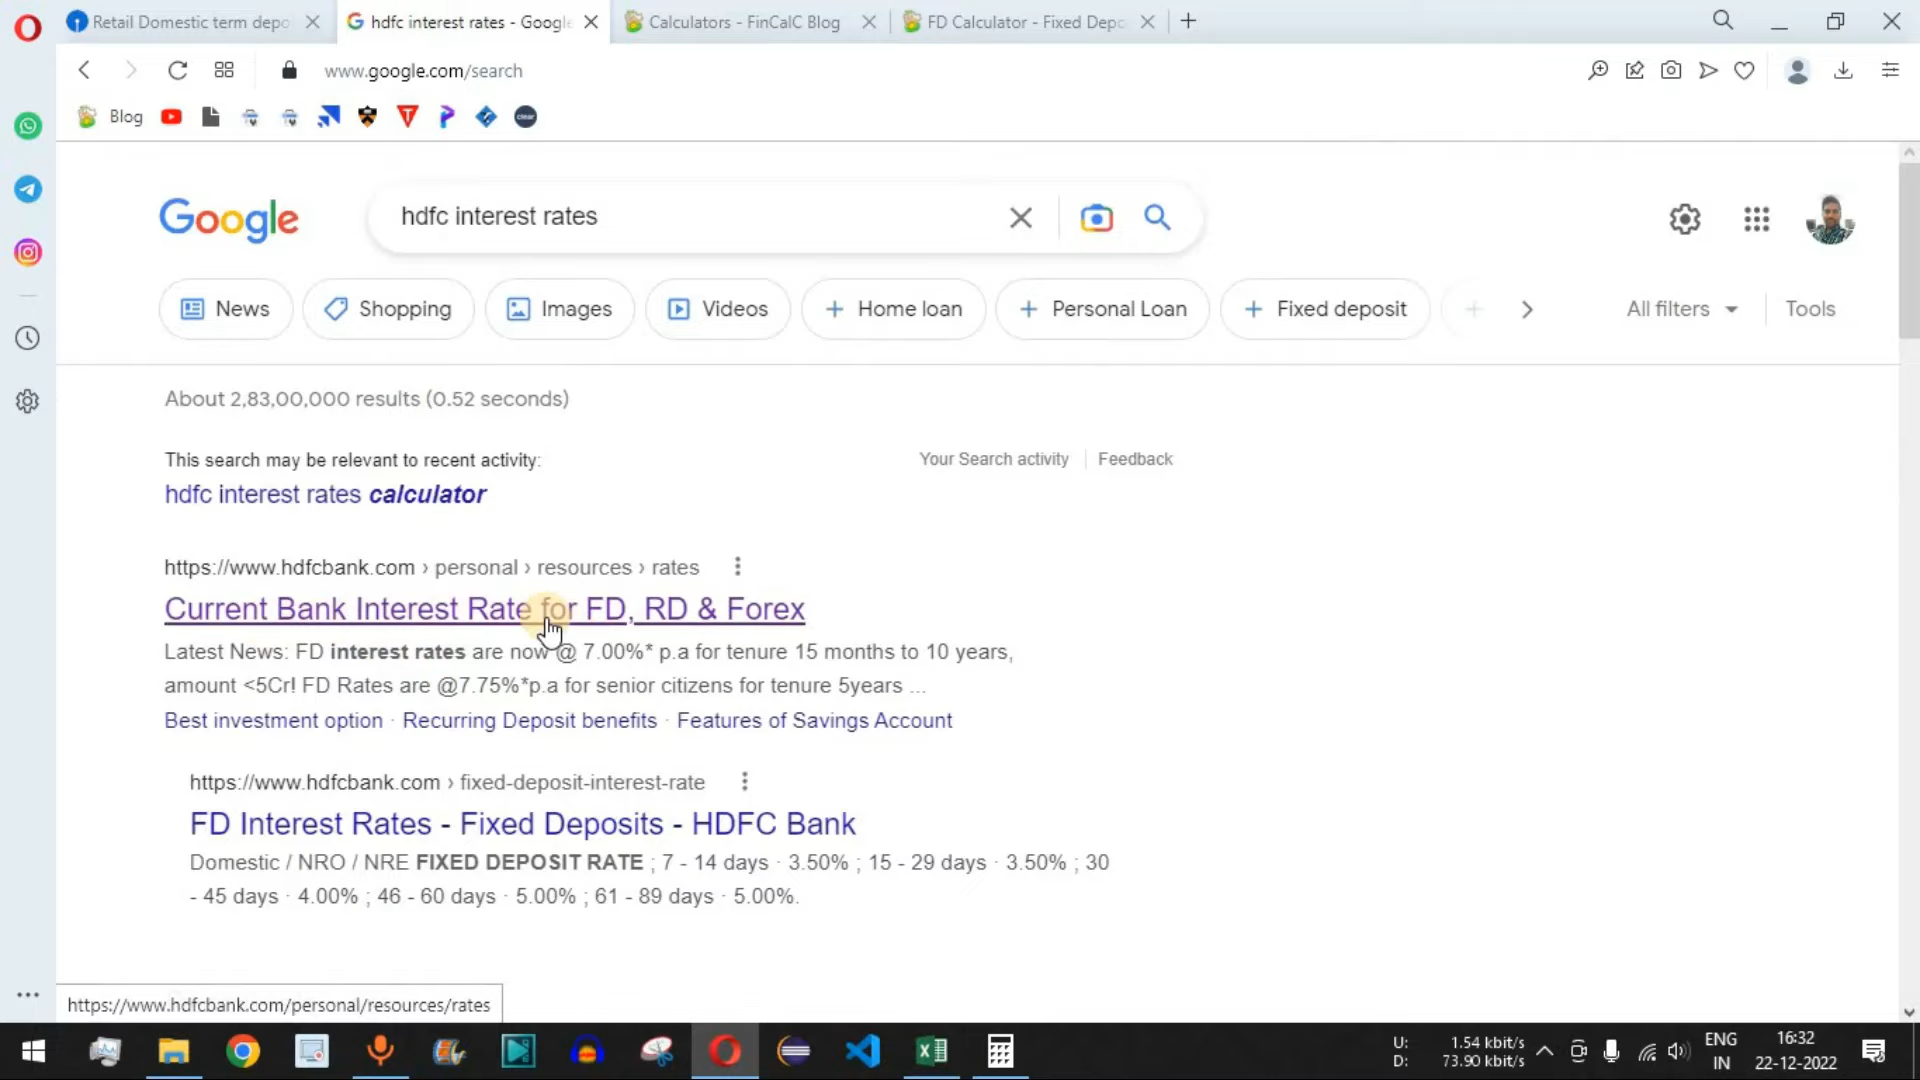 Retail Domestic term depo
hdfc interest rates - Google
Calculators - FinCalC Blog
FD Calculator - Fixed Depo
www.google.com/search
Blog
clear
Google
hdfc interest rates
News
Shopping
Images
Videos
Home loan
Personal Loan
Fixed deposit
All filters
Tools
About 2,83,00,000 results (0.52 seconds)
This search may be relevant to recent activity:
Your Search activity
Feedback
hdfc interest rates calculator
https://www.hdfcbank.com › personal › resources › rates
Current Bank Interest Rate for FD, RD & Forex
Latest News: FD interest rates are now @ 7.00%* p.a for tenure 15 months to 10 years,
amount <5Cr! FD Rates are @7.75%*p.a for senior citizens for tenure 5years ...
Best investment option · Recurring Deposit benefits · Features of Savings Account
https://www.hdfcbank.com › fixed-deposit-interest-rate
FD Interest Rates - Fixed Deposits - HDFC Bank
Domestic / NRO / NRE FIXED DEPOSIT RATE ; 7 - 14 days · 3.50% ; 15 - 29 days · 3.50% ; 30
- 45 days · 4.00% ; 46 - 60 days · 5.00% ; 61 - 89 days · 5.00%.
https://www.hdfcbank.com/personal/resources/rates
U: 1.54 kbit/s
D: 73.90 kbit/s
ENG
IN
16:32
22-12-2022